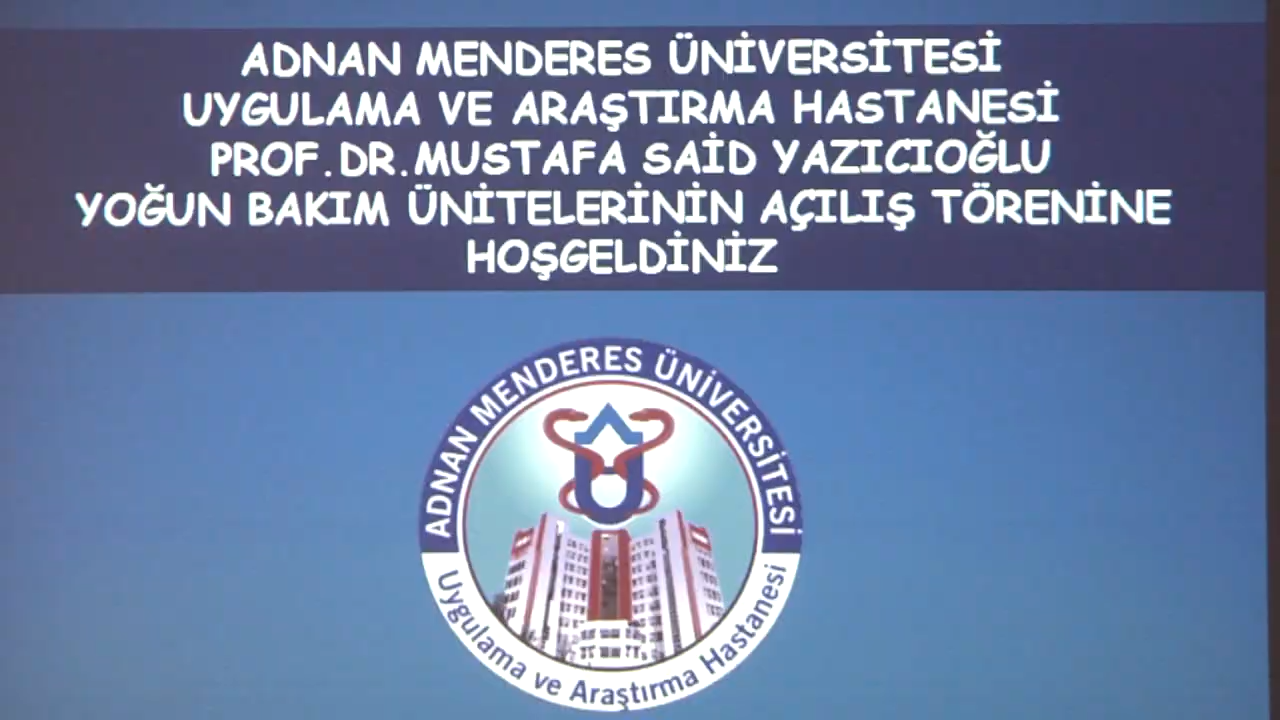 ADNAN MENDERES ÜNİVERSİTESİ
UYGULAMA VE ARAŞTIRMA HASTANESİ
PROF.DR.MUSTAFA SAİD YAZICIOĞLU
YOĞUN BAKIM ÜNİTELERİNİN AÇILIŞ TÖRENİNE
HOŞGELDİNİZ
ADNAN MENDERES ÜNİVERSİTESİ
Uygulama ve Araştırma Hastanesi